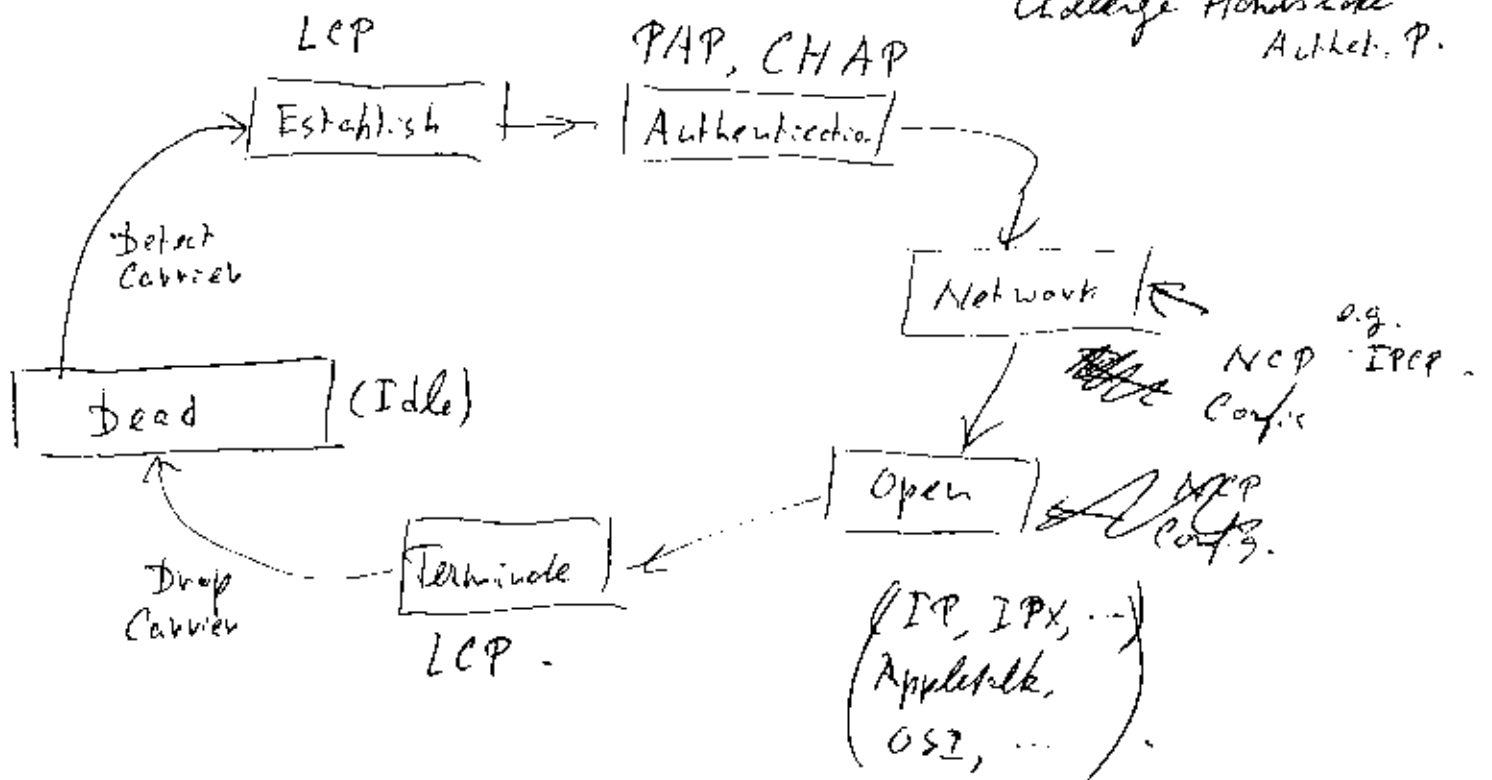 Challenge Handshake
Authet. P.
LCP
PAP, CHAP
Establish
Authentication
Detect
Carrier
Network
e.g.
NCP IPCP.
Config
Dead
(Idle)
Open
NCP
Config.
Terminate
Drop
Carrier
LCP.
(IP, IPX, ...)
Appletalk,
OSI, ...